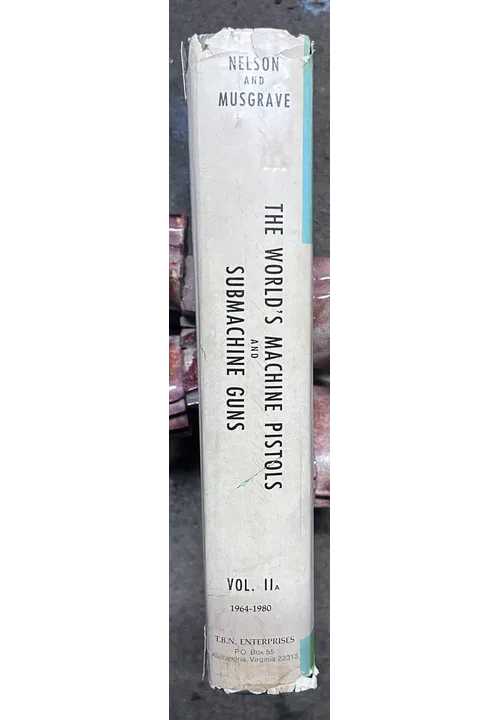 NELSON
AND
MUSGRAVE
THE WORLD'S MACHINE PISTOLS
AND
SUBMACHINE GUNS
VOL. IIA
1964-1980
T.B.N. ENTERPRISES
P.O. Box 55
Alexandria, Virginia 22313